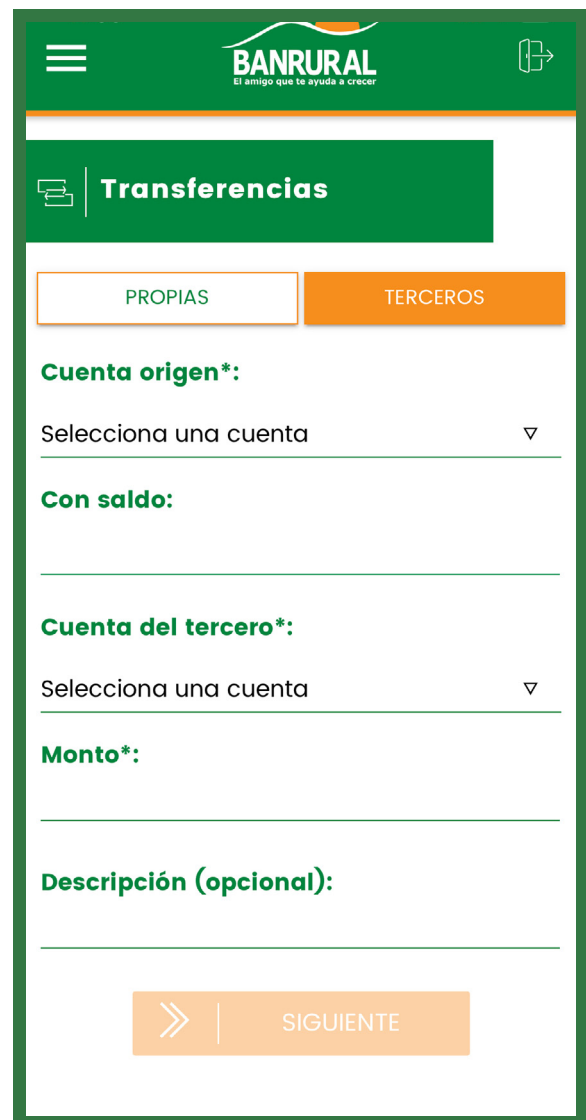 BANRURAL
El amigo que te ayuda a crecer
Transferencias
PROPIAS TERCEROS
Cuenta origen*:
Selecciona una cuenta
Con saldo:
Cuenta del tercero*:
Selecciona una cuenta
Monto*:
Descripción (opcional):
SIGUIENTE